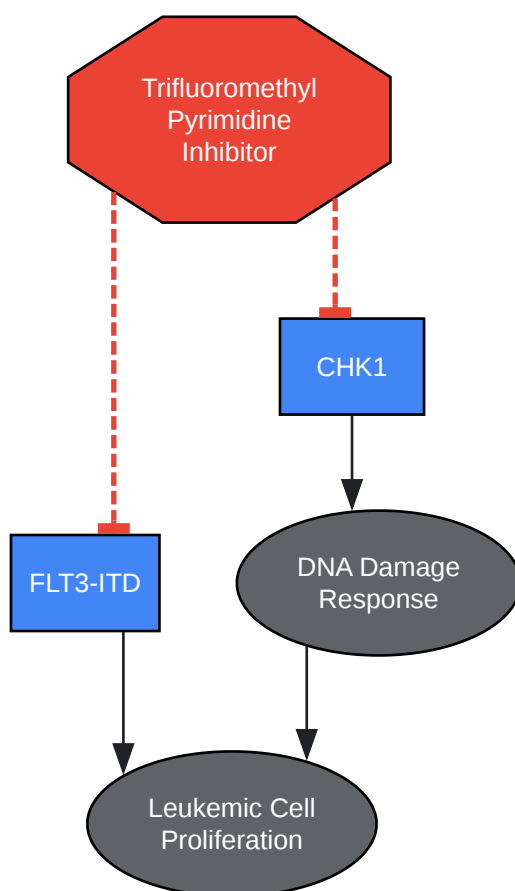 Trifluoromethyl
Pyrimidine
Inhibitor
CHK1
FLT3-ITD
DNA Damage
Response
Leukemic Cell
Proliferation